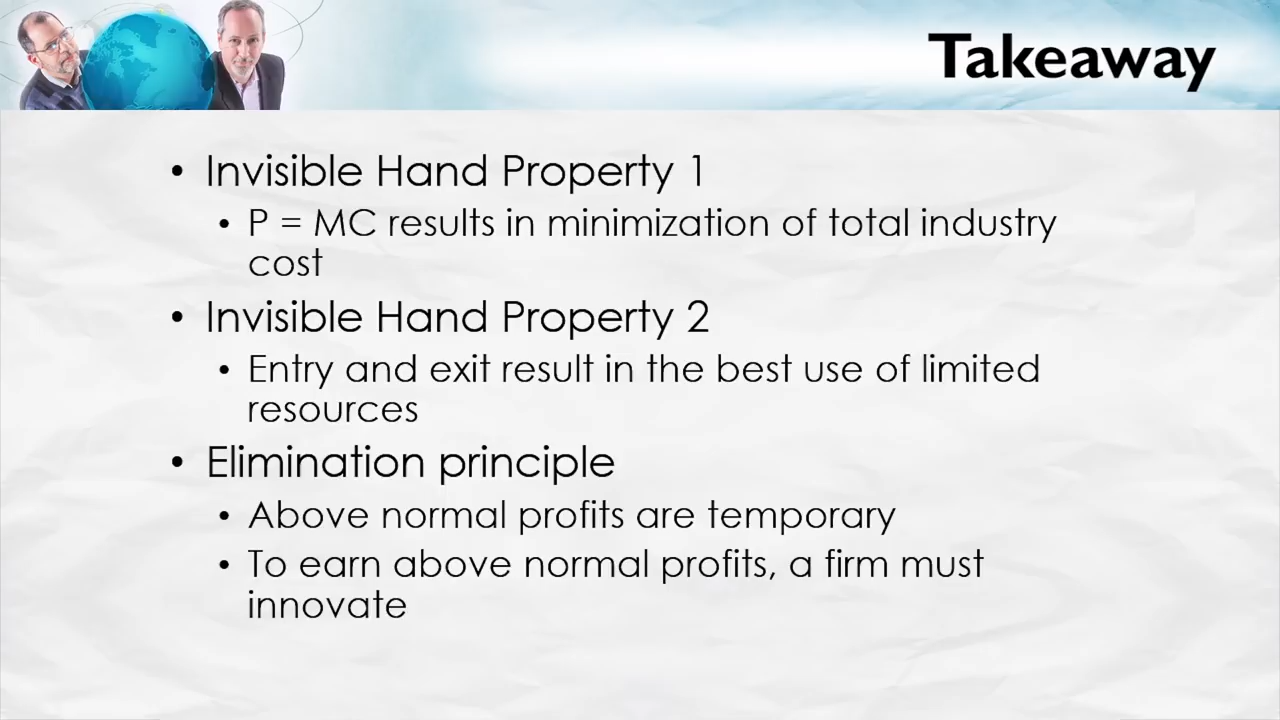 Takeaway
• Invisible Hand Property 1
• P = MC results in minimization of total industry
cost
• Invisible Hand Property 2
• Entry and exit result in the best use of limited
resources
• Elimination principle
• Above normal profits are temporary
• To earn above normal profits, a firm must
innovate